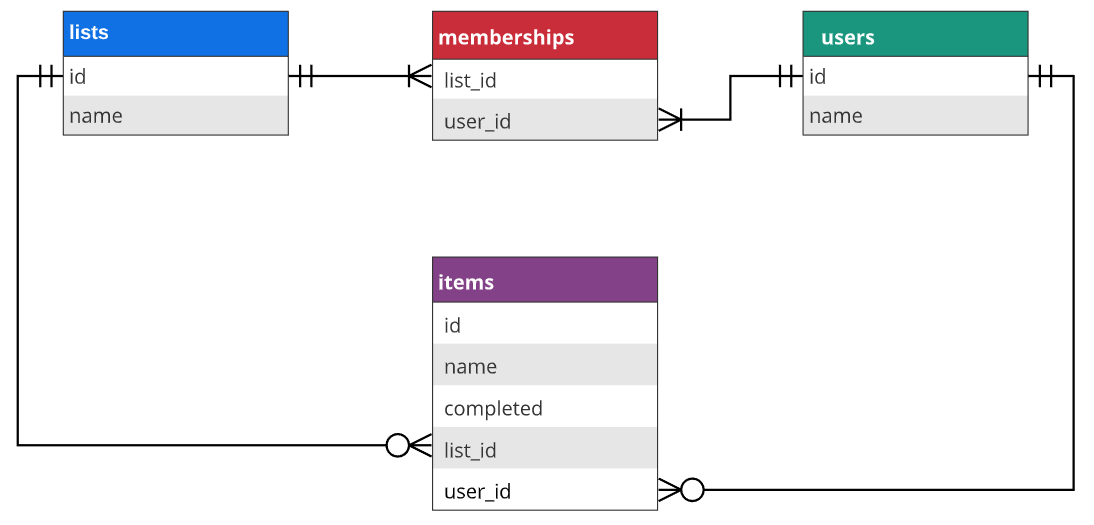 lists
id
name
memberships
list_id
user_id
users
id
name
items
id
name
completed
list_id
user_id